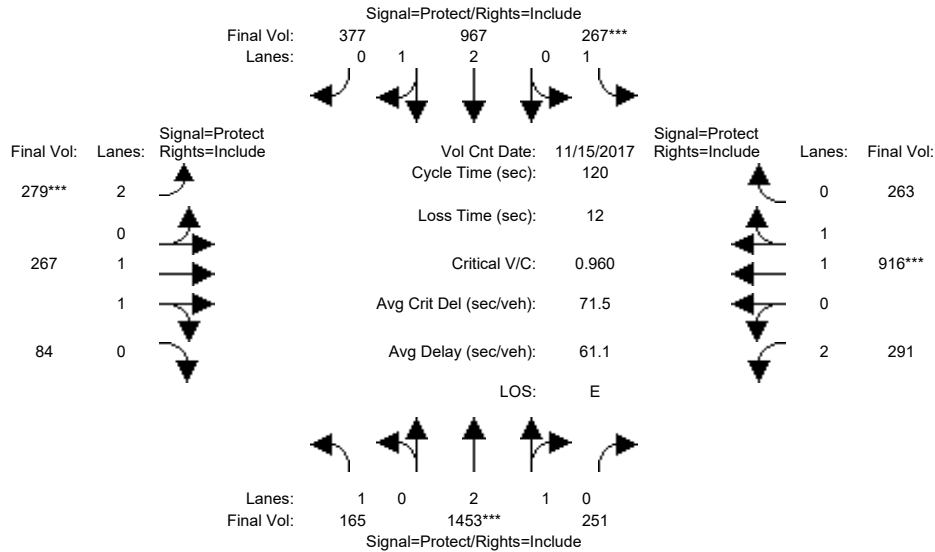 Signal=Protect/Rights=Include
Final Vol: 377 967 267***
Lanes: 0 1 2 0 1
Signal=Protect Signal=Protect
Final Vol: Lanes: Rights=Include Vol Cnt Date: 11/15/2017 Rights=Include Lanes: Final Vol:
Cycle Time (sec): 120
279*** 2 0 263
Loss Time (sec): 12
0 1
267 1 Critical V/C: 0.960 1 916***
1 Avg Crit Del (sec/veh): 71.5 0
84 0 Avg Delay (sec/veh): 61.1 2 291
LOS: E
Lanes: 1 0 2 1 0
Final Vol: 165 1453*** 251
Signal=Protect/Rights=Include